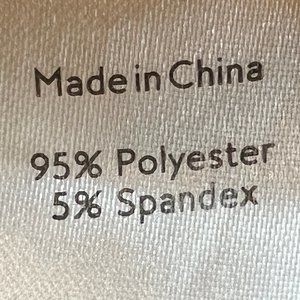 Made in China
95% Polyester
5% Spandex